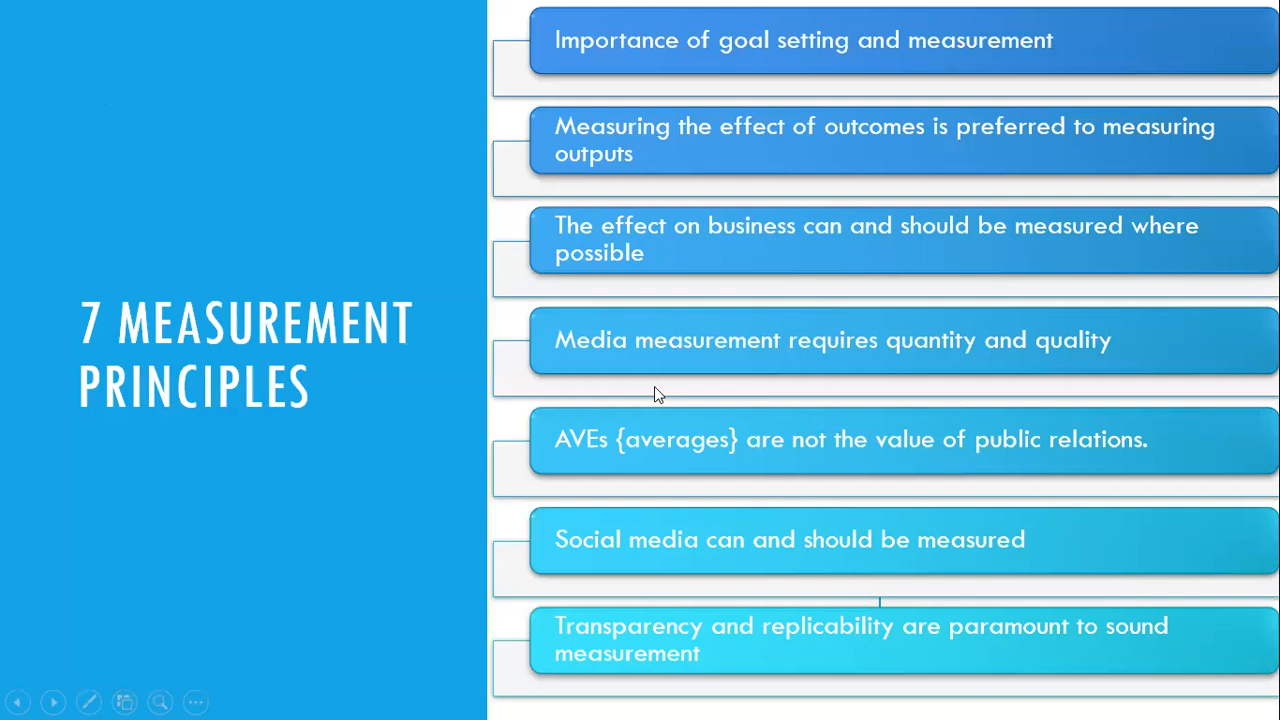 7 MEASUREMENT
PRINCIPLES
Importance of goal setting and measurement
Measuring the effect of outcomes is preferred to measuring
outputs
The effect on business can and should be measured where
possible
Media measurement requires quantity and quality
AVEs {averages} are not the value of public relations.
Social media can and should be measured
Transparency and replicability are paramount to sound
measurement